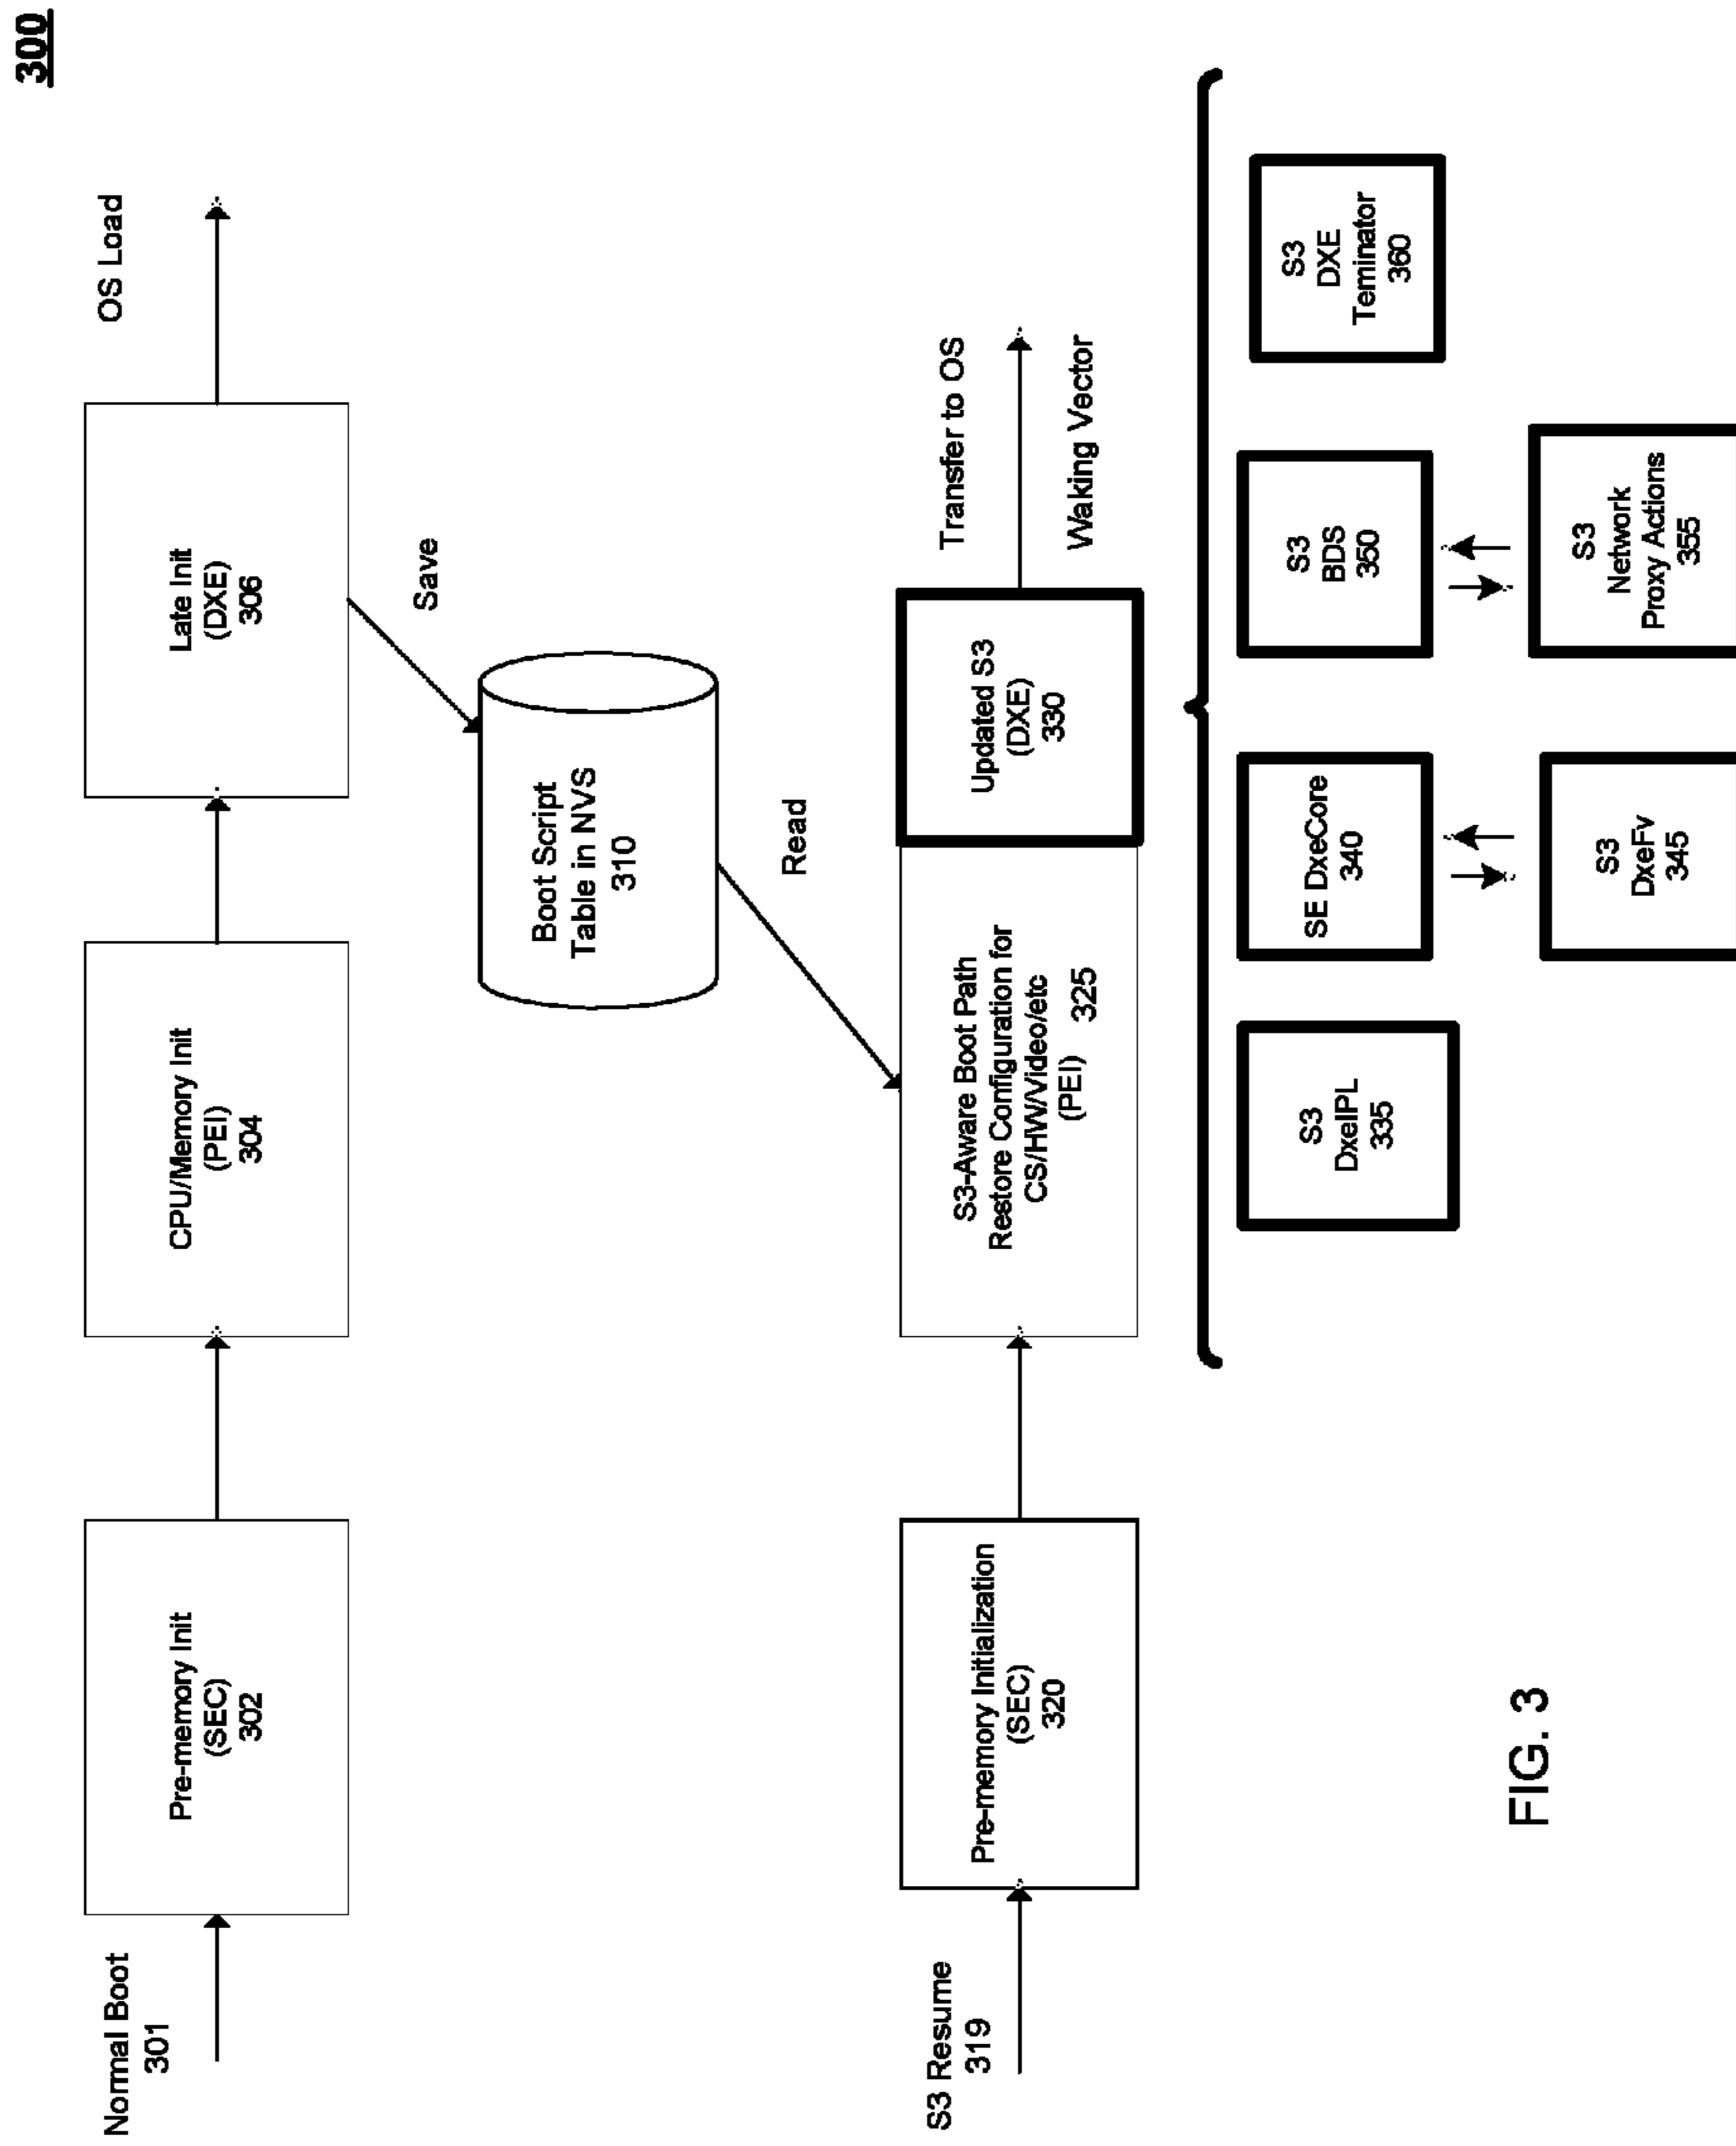 300
Normal Boot
301
Pre-memory Init
(SEC)
302
CPU/Memory Init
(PEI)
304
Late Init
(DXE)
306
OS Load
Save
Boot Script
Table in NVS
310
Read
S3 Resume
319
Pre-memory Initialization
(SEC)
320
S3-Aware Boot Path
Restore Configuration for
CS/HW/Video/etc
(PEI) 325
Updated S3
(DXE)
330
Transfer to OS
Waking Vector
S3
DxeIPL
335
SE DxeCore
340
S3
BDS
350
S3
DXE
Teminator
360
S3
DxeFv
345
S3
Network
Proxy Actions
355
FIG. 3